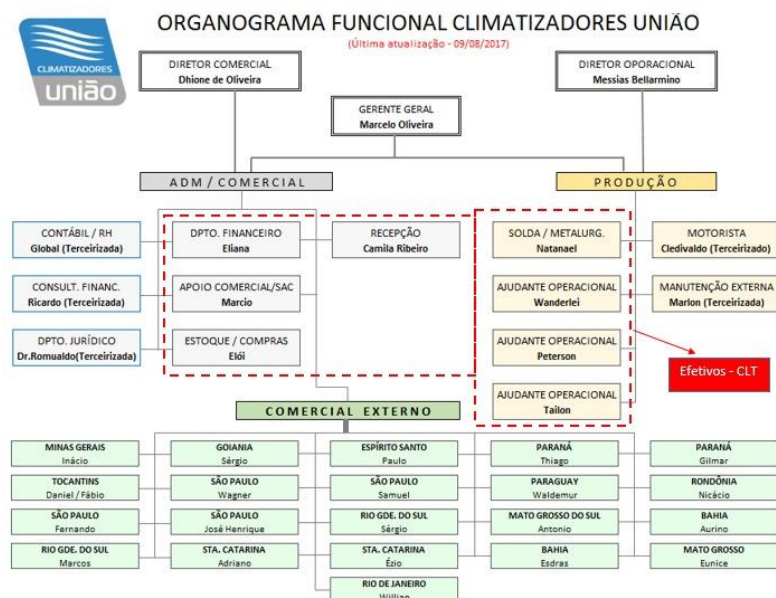 ORGANOGRAMA FUNCIONAL CLIMATIZADORES UNIÃO
(Última atualização - 09/08/2017)
CLIMATIZADORES
união
DIRETOR COMERCIAL
Dhione de Oliveira
DIRETOR OPORACIONAL
Messias Bellarmino
GERENTE GERAL
Marcelo Oliveira
ADM / COMERCIAL
PRODUÇÃO
CONTÁBIL / RH
Global (Terceirizada)
DPTO. FINANCEIRO
Eliana
RECEPÇÃO
Camila Ribeiro
SOLDA / METALURG.
Natanael
MOTORISTA
Cledivaldo (Terceirizado)
CONSULT. FINANC.
Ricardo (Terceirizada)
APOIO COMERCIAL/SAC
Marcio
AJUDANTE OPERACIONAL
Wanderlei
MANUTENÇÃO EXTERNA
Marlon (Terceirizada)
DPTO. JURÍDICO
Dr.Romualdo(Terceirizada)
ESTOQUE / COMPRAS
Elói
AJUDANTE OPERACIONAL
Peterson
Efetivos - CLT
AJUDANTE OPERACIONAL
Tailon
COMERCIAL EXTERNO
MINAS GERAIS
Inácio
GOIANIA
Sérgio
ESPÍRITO SANTO
Paulo
PARANÁ
Thiago
PARANÁ
Gilmar
TOCANTINS
Daniel / Fábio
SÃO PAULO
Wagner
SÃO PAULO
Samuel
PARAGUAY
Waldemur
RONDÔNIA
Nicácio
SÃO PAULO
Fernando
SÃO PAULO
José Henrique
RIO GDE. DO SUL
Sérgio
MATO GROSSO DO SUL
Antonio
BAHIA
Aurino
RIO GDE. DO SUL
Marcos
STA. CATARINA
Adriano
STA. CATARINA
Ézio
BAHIA
Esdras
MATO GROSSO
Eunice
RIO DE JANEIRO
Willian